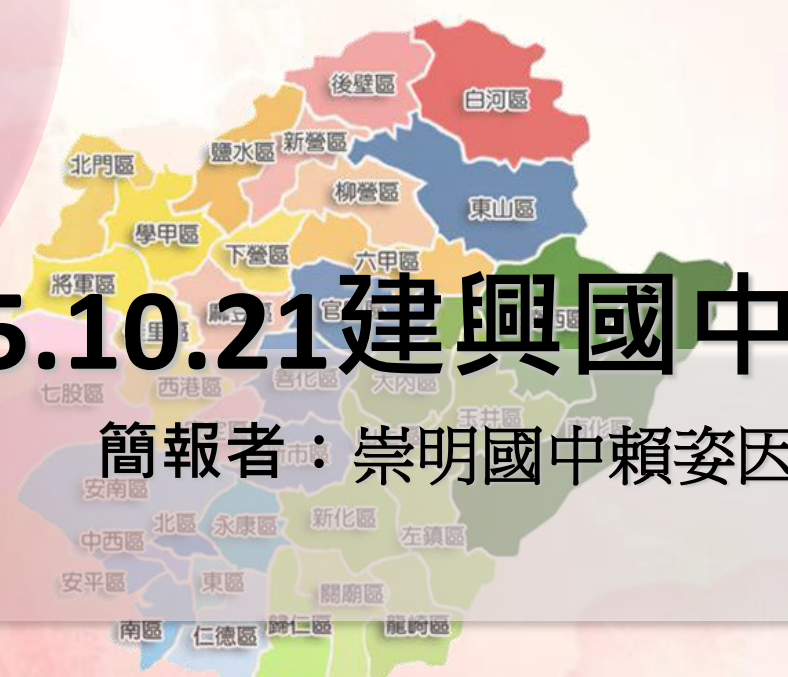 後壁區
白河區
新營區
鹽水區
北門區
柳營區
東山區
學甲區
下營區
六甲區
將軍區
5.10.21建興國中
七股區
西港區
善化區
大內區
玉井區
簡報者：崇明國中賴姿因
安南區
新化區
北區
永康區
左鎮區
中西區
安平區
東區
關廟區
南區
仁德區
歸仁區
龍崎區